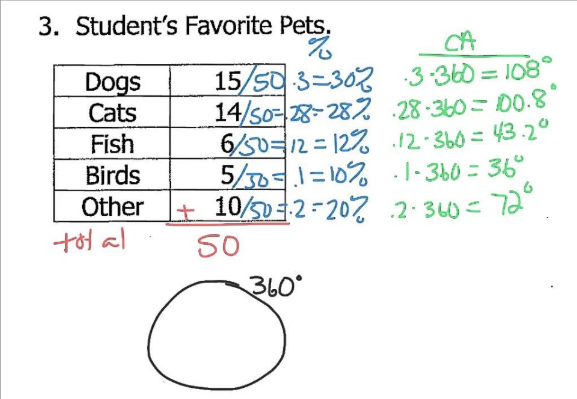 3. Student's Favorite Pets.
% CA
Dogs 15/50 .3=30% .3·360=108°
Cats 14/50=.28=28% .28·360=100.8°
Fish 6/50=.12=12% .12·360=43.2°
Birds 5/50=.1=10% .1·360=36°
Other + 10/50=.2=20% .2·360=72°
total 50
360°